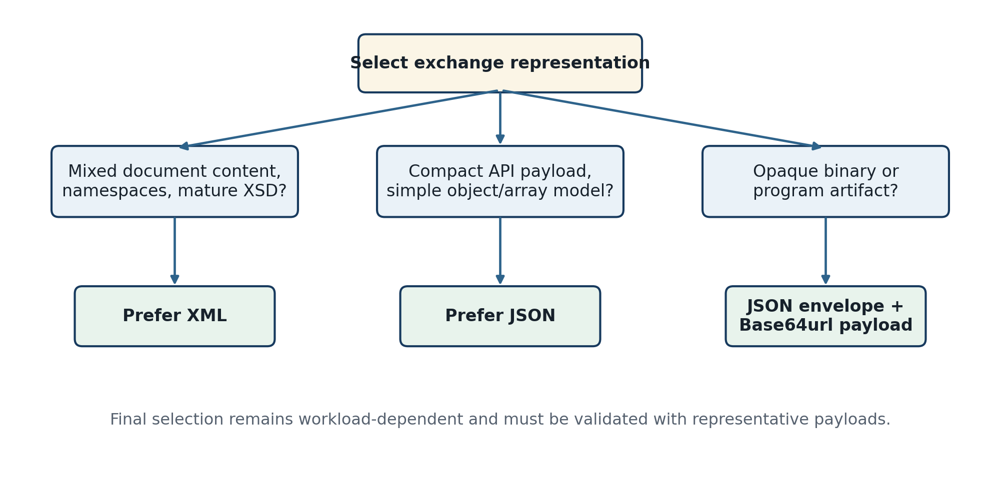 Select exchange representation
Mixed document content,
namespaces, mature XSD?
Compact API payload,
simple object/array model?
Opaque binary or
program artifact?
Prefer XML
Prefer JSON
JSON envelope +
Base64url payload
Final selection remains workload-dependent and must be validated with representative payloads.